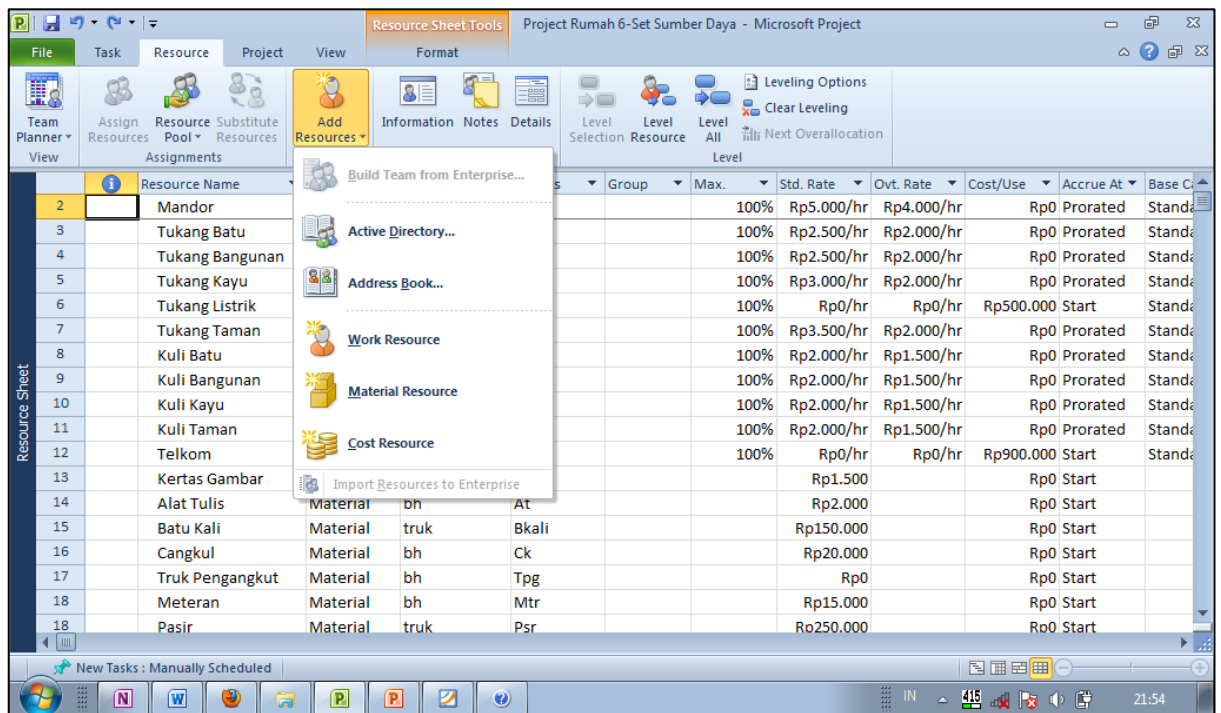 Resource Sheet Tools Project Rumah 6-Set Sumber Daya - Microsoft Project
File Task Resource Project View Format
Team Planner
Assign Resources
Resource Pool
Substitute Resources
Add Resources
Information Notes Details
Level Selection
Level Resource
Level All
Leveling Options
Clear Leveling
Next Overallocation
View Assignments Level
Build Team from Enterprise...
Active Directory...
Address Book...
Work Resource
Material Resource
Cost Resource
Import Resources to Enterprise
Resource Sheet
Resource Name Group Max. Std. Rate Ovt. Rate Cost/Use Accrue At
2 Mandor 100% Rp5.000/hr Rp4.000/hr Rp0 Prorated
3 Tukang Batu 100% Rp2.500/hr Rp2.000/hr Rp0 Prorated
4 Tukang Bangunan 100% Rp2.500/hr Rp2.000/hr Rp0 Prorated
5 Tukang Kayu 100% Rp3.000/hr Rp2.000/hr Rp0 Prorated
6 Tukang Listrik 100% Rp0/hr Rp0/hr Rp500.000 Start
7 Tukang Taman 100% Rp3.500/hr Rp2.000/hr Rp0 Prorated
8 Kuli Batu 100% Rp2.000/hr Rp1.500/hr Rp0 Prorated
9 Kuli Bangunan 100% Rp2.000/hr Rp1.500/hr Rp0 Prorated
10 Kuli Kayu 100% Rp2.000/hr Rp1.500/hr Rp0 Prorated
11 Kuli Taman 100% Rp2.000/hr Rp1.500/hr Rp0 Prorated
12 Telkom 100% Rp0/hr Rp0/hr Rp900.000 Start
13 Kertas Gambar Rp1.500 Rp0 Start
14 Alat Tulis Material bh At Rp2.000 Rp0 Start
15 Batu Kali Material truk Bkali Rp150.000 Rp0 Start
16 Cangkul Material bh Ck Rp20.000 Rp0 Start
17 Truk Pengangkut Material bh Tpg Rp0 Rp0 Start
18 Meteran Material bh Mtr Rp15.000 Rp0 Start
18 Pasir Material truk Psr Rp250.000 Rp0 Start
New Tasks : Manually Scheduled
IN 21:54